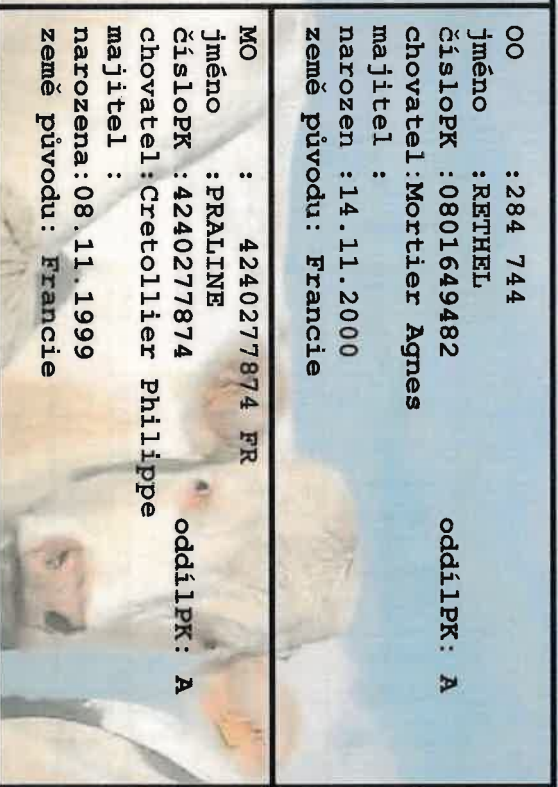 OO :284 744
jméno :RETHEL
čísloPK :0801649482 oddílPK: A
chovatel:Mortier Agnes
majitel :
narozen :14.11.2000
země původu: Francie
MO : 4240277874 FR
jméno :PRALINE
čísloPK :4240277874 oddílPK: A
chovatel:Cretollier Philippe
majitel :
narozena:08.11.1999
země původu: Francie